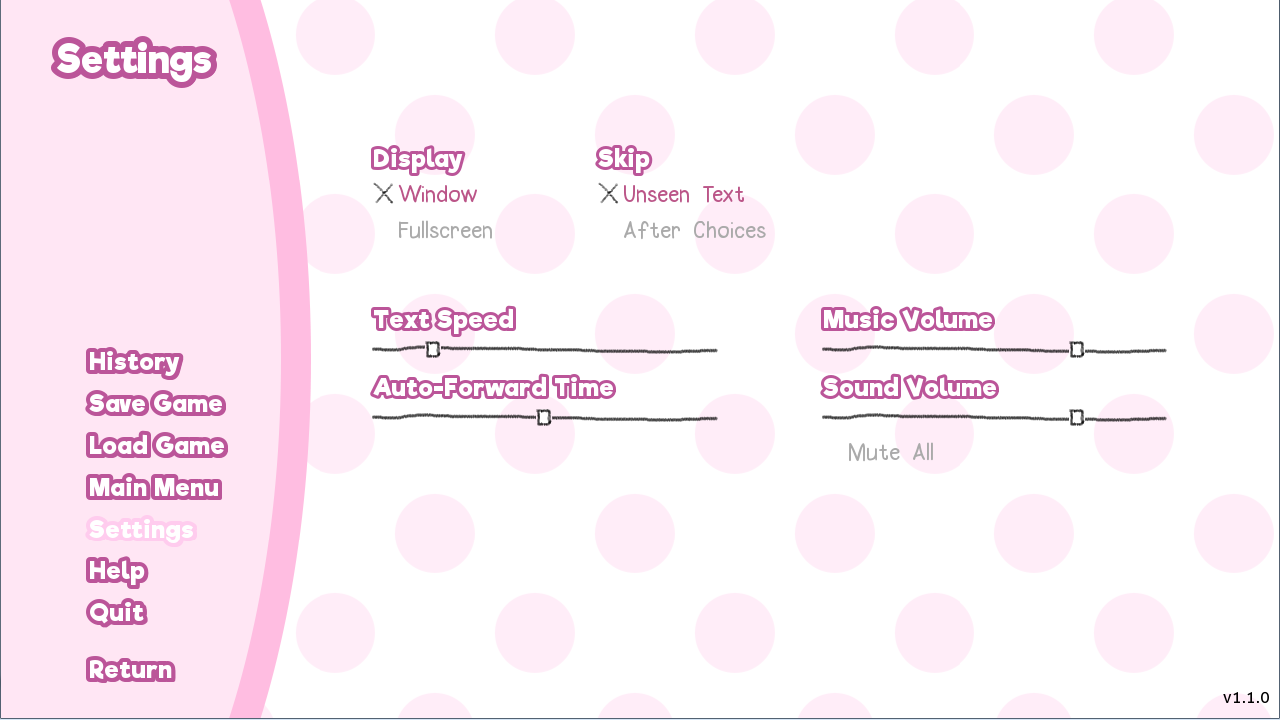 Settings
History
Save Game
Load Game
Main Menu
Settings
Help
Quit
Return
Display
Window
Fullscreen
Skip
Unseen Text
After Choices
Text Speed
Auto-Forward Time
Music Volume
Sound Volume
Mute All
v1.1.0